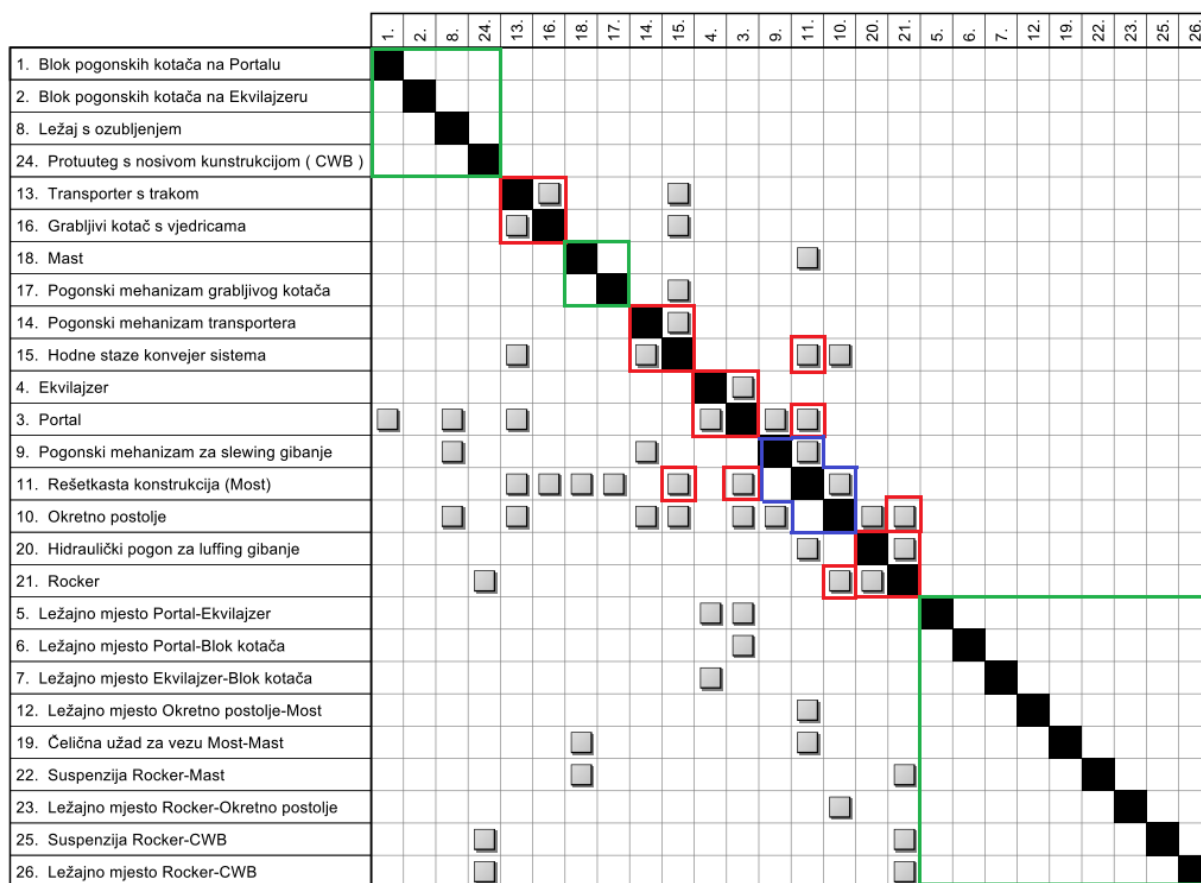 1. 2. 8. 24. 13. 16. 18. 17. 14. 15. 4. 3. 9. 11. 10. 20. 21. 5. 6. 7. 12. 19. 22. 23. 25. 26.
1. Blok pogonskih kotača na Portalu
2. Blok pogonskih kotača na Ekvilajzeru
8. Ležaj s ozubljenjem
24. Protuuteg s nosivom kunstrukcijom ( CWB )
13. Transporter s trakom
16. Grabljivi kotač s vjedricama
18. Mast
17. Pogonski mehanizam grabljivog kotača
14. Pogonski mehanizam transportera
15. Hodne staze konvejer sistema
4. Ekvilajzer
3. Portal
9. Pogonski mehanizam za slewing gibanje
11. Rešetkasta konstrukcija (Most)
10. Okretno postolje
20. Hidraulički pogon za luffing gibanje
21. Rocker
5. Ležajno mjesto Portal-Ekvilajzer
6. Ležajno mjesto Portal-Blok kotača
7. Ležajno mjesto Ekvilajzer-Blok kotača
12. Ležajno mjesto Okretno postolje-Most
19. Čelična užad za vezu Most-Mast
22. Suspenzija Rocker-Mast
23. Ležajno mjesto Rocker-Okretno postolje
25. Suspenzija Rocker-CWB
26. Ležajno mjesto Rocker-CWB